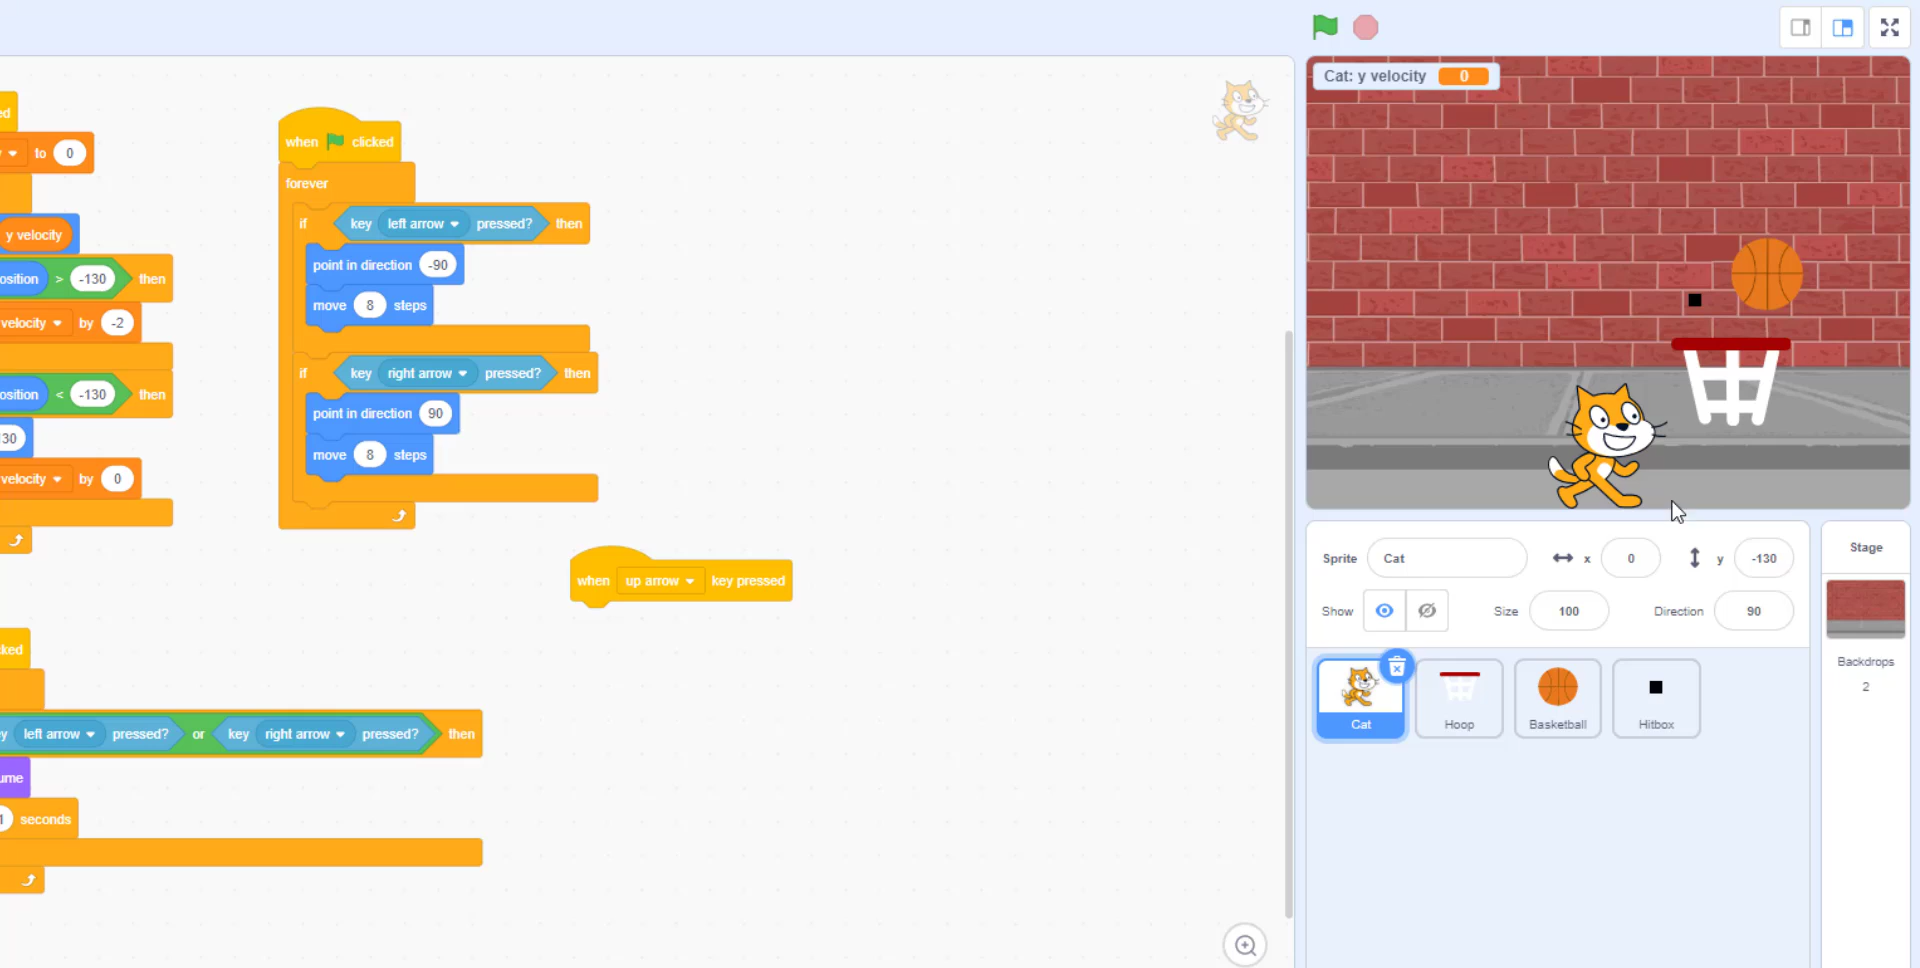 ed
to 0
y velocity
osition > -130 then
velocity by -2
osition < -130 then
30
velocity by 0
when clicked
forever
if key left arrow pressed? then
point in direction -90
move 8 steps
if key right arrow pressed? then
point in direction 90
move 8 steps
when up arrow key pressed
ked
y left arrow pressed? or key right arrow pressed? then
ume
1 seconds
Cat: y velocity 0
Sprite Cat x 0 y -130
Show Size 100 Direction 90
Cat
Hoop
Basketball
Hitbox
Stage
Backdrops
2